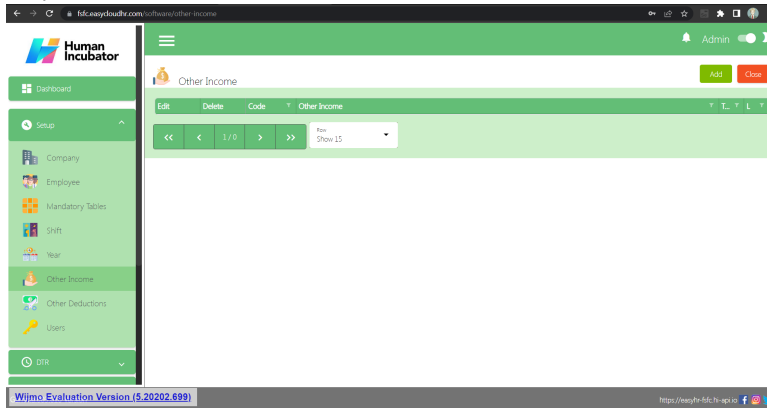 fsfc.easycloudhr.com/software/other-income
Human
Incubator
Admin
Dashboard
Other Income
Add
Close
Edit Delete Code Other Income T... L
Setup
<< < 1 / 0 > >>
Row
Show 15
Company
Employee
Mandatory Tables
Shift
Year
Other Income
Other Deductions
Users
DTR
Wijmo Evaluation Version (5.20202.699)
https://easyhr-fsfc.hi-api.io